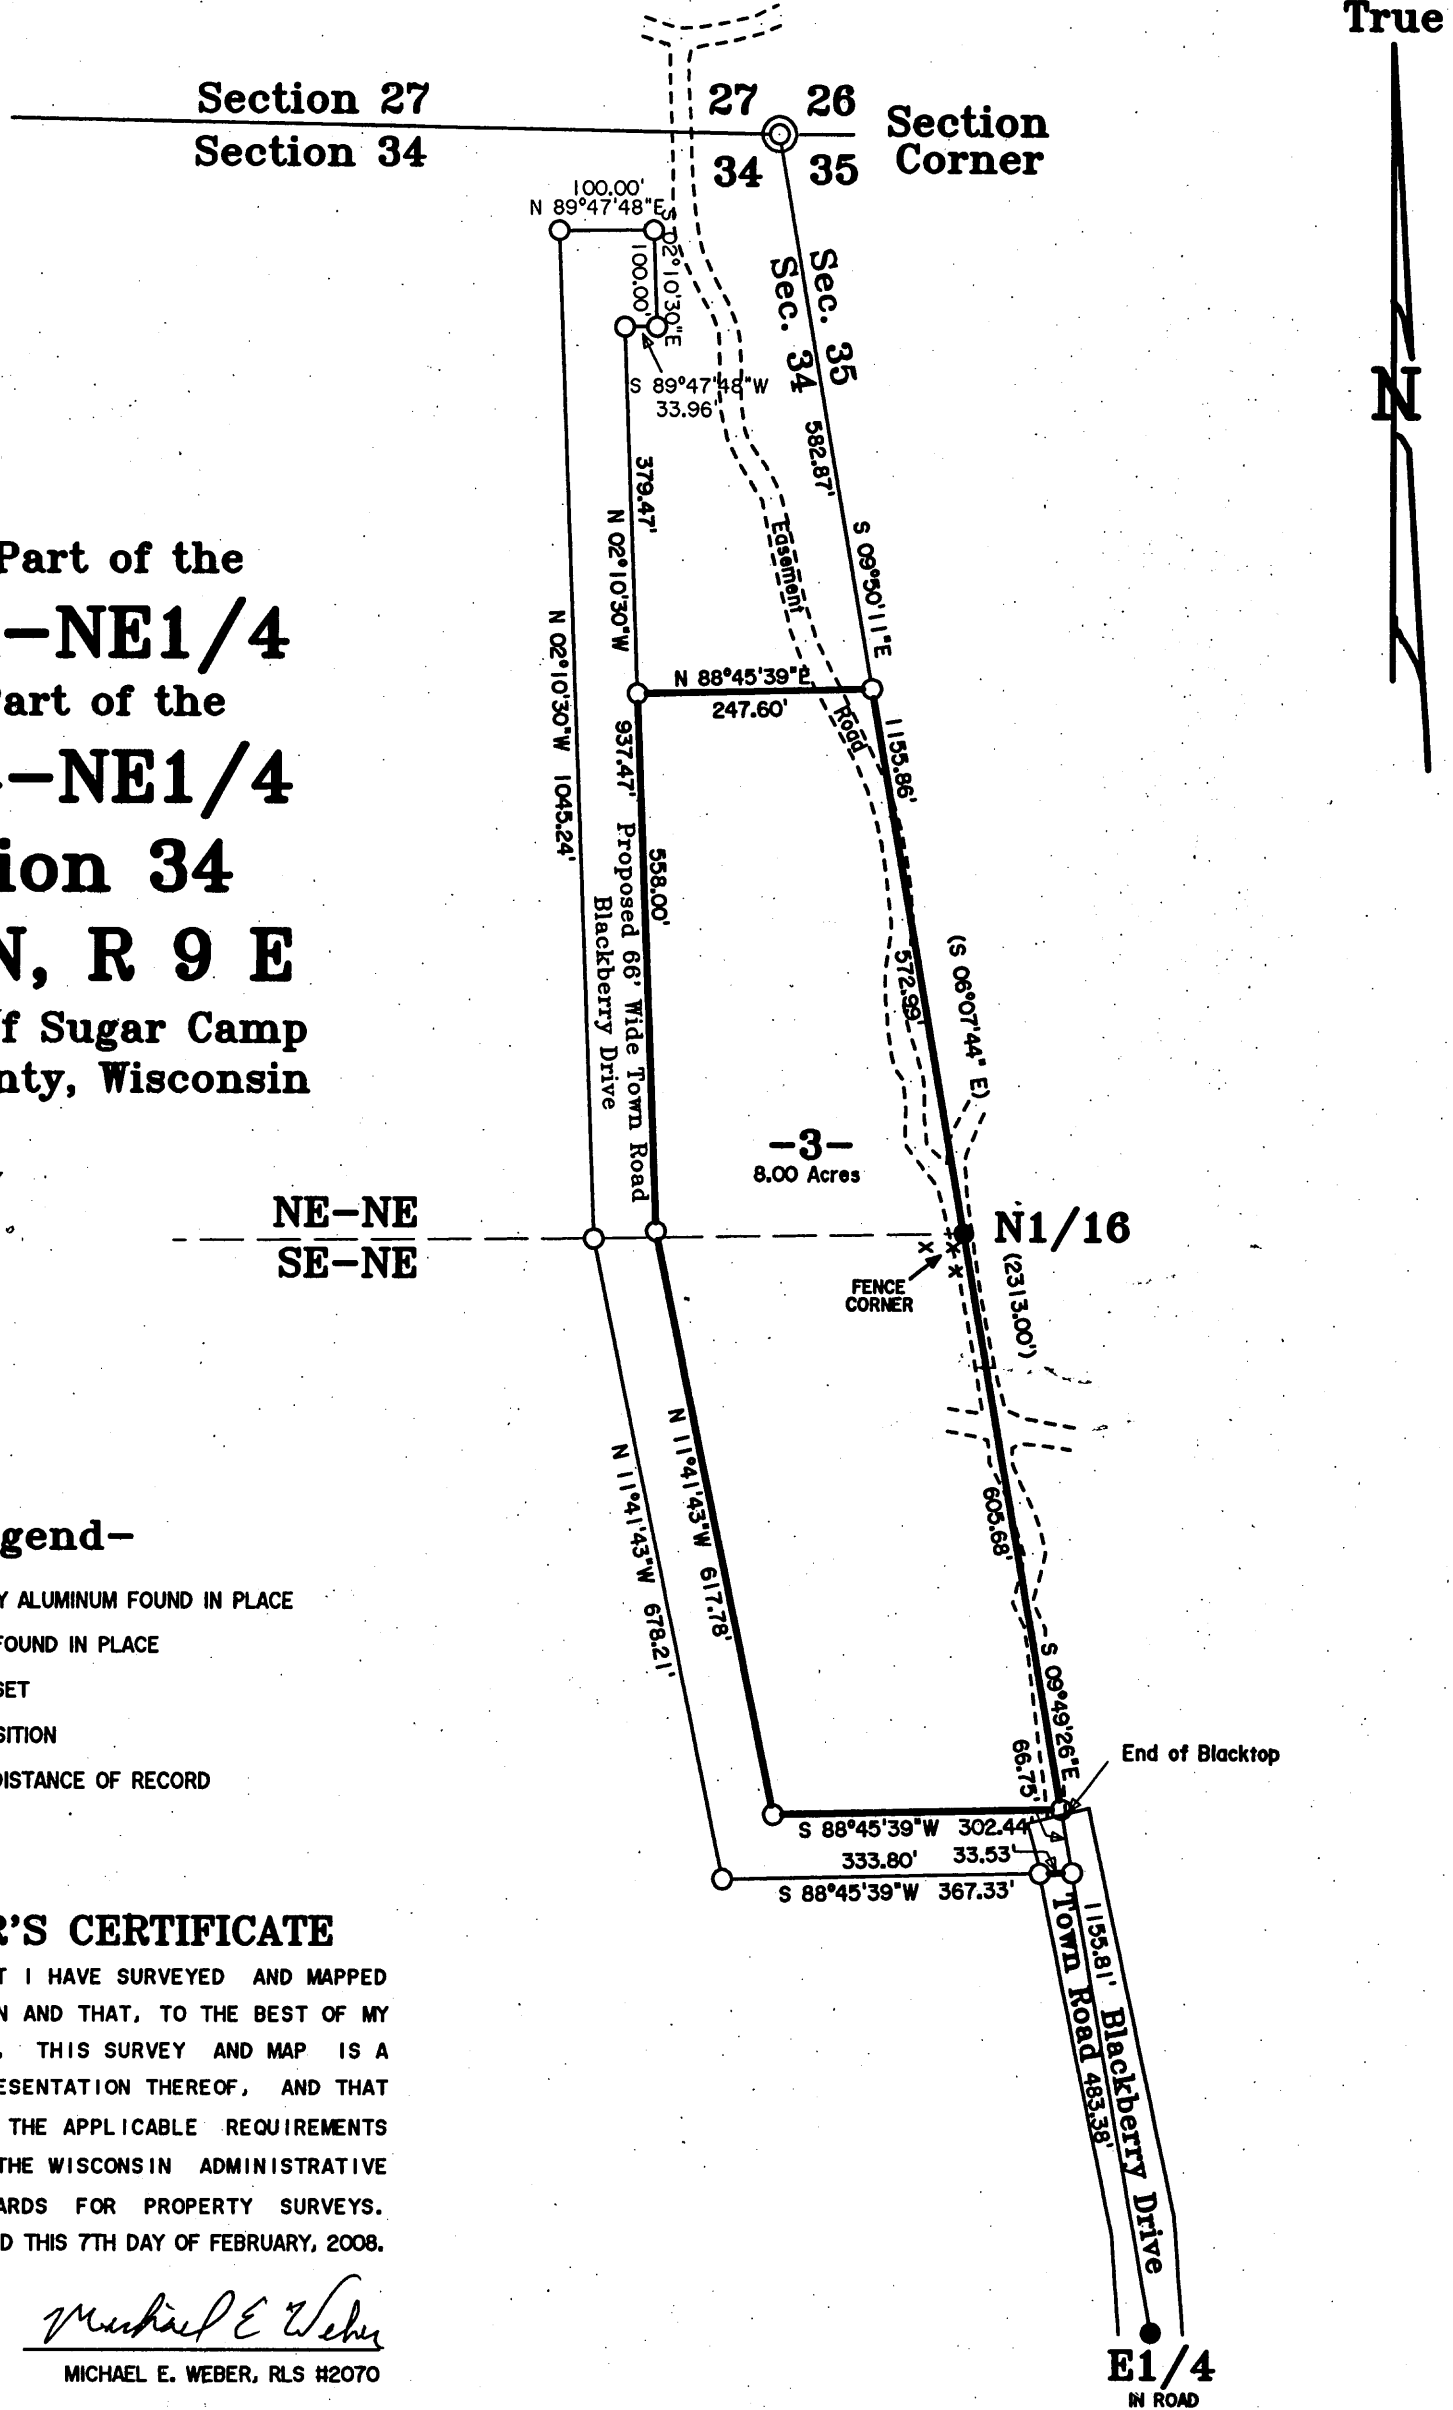 True
N
Section 27
Section 34
27 26
34 35
Section
Corner
100.00'
N 89°47'48"E
S 02°10'30"E
100.00'
S 89°47'48"W
33.96'
Sec. 35
Sec. 34
582.87'
S 09°50'11"E
379.47'
N 02°10'30"W
Easement
Road
N 88°45'39"E
247.60'
Part of the
-NE1/4
Part of the
-NE1/4
ion 34
N, R 9 E
f Sugar Camp
nty, Wisconsin
N 02°10'30"W 1045.24'
937.47'
558.00'
Proposed 66' Wide Town Road
Blackberry Drive
1155.86'
572.99'
(S 06°07'44" E)
-3-
8.00 Acres
NE-NE
SE-NE
N1/16
FENCE
CORNER
(2313.00')
N 11°41'43"W 617.78'
N 11°41'43"W 678.21'
605.68'
S 09°49'26"E
66.75'
End of Blacktop
S 88°45'39"W 302.44'
333.80' 33.53'
S 88°45'39"W 367.33'
1155.81' Blackberry Drive
Town Road 483.38'
E1/4
IN ROAD
gend-
Y ALUMINUM FOUND IN PLACE
FOUND IN PLACE
SET
SITION
DISTANCE OF RECORD
R'S CERTIFICATE
T I HAVE SURVEYED AND MAPPED
N AND THAT, TO THE BEST OF MY
, THIS SURVEY AND MAP IS A
ESENTATION THEREOF, AND THAT
THE APPLICABLE REQUIREMENTS
THE WISCONSIN ADMINISTRATIVE
ARDS FOR PROPERTY SURVEYS.
D THIS 7TH DAY OF FEBRUARY, 2008.
Michael E Weber
MICHAEL E. WEBER, RLS #2070